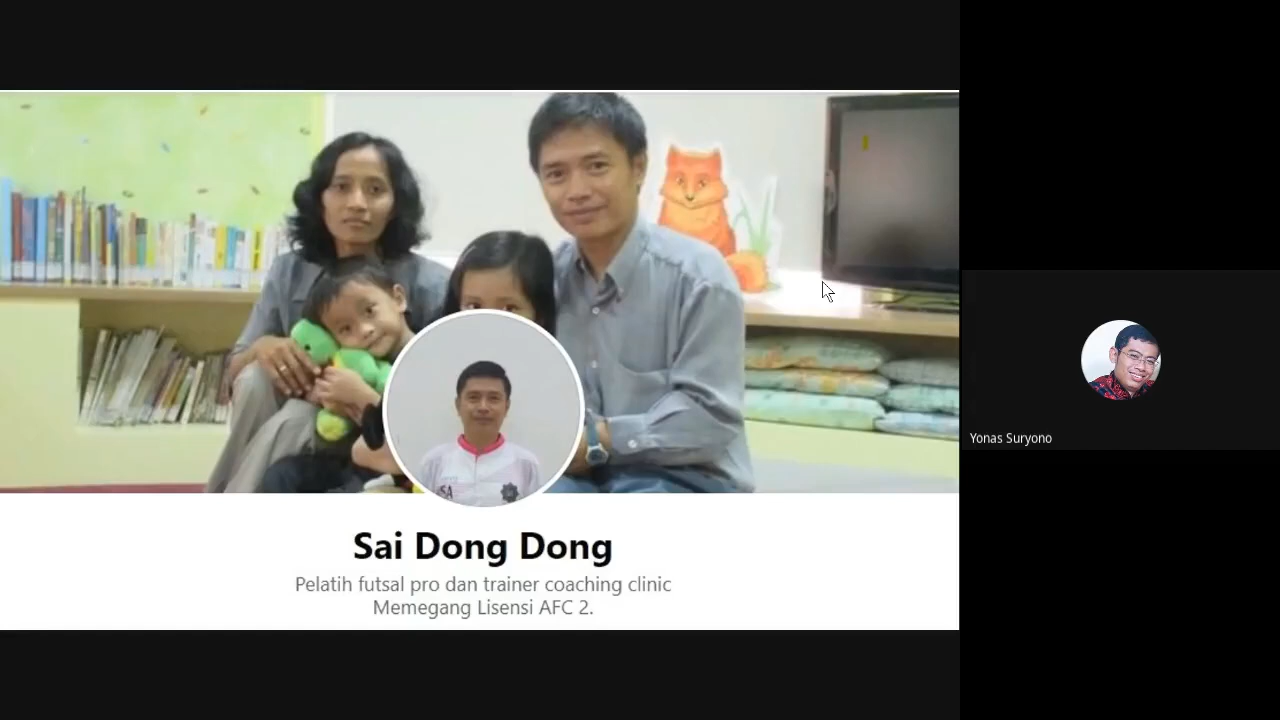 Sai Dong Dong
Pelatih futsal pro dan trainer coaching clinic
Memegang Lisensi AFC 2.
Yonas Suryono